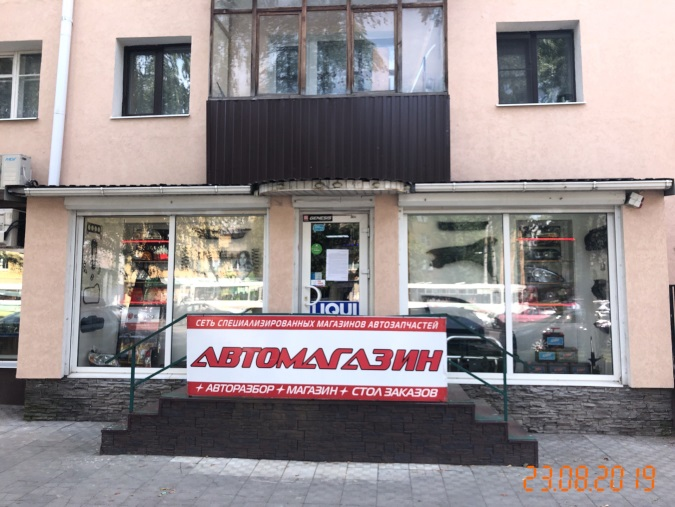 LIQUI
СЕТЬ СПЕЦИАЛИЗИРОВАННЫХ МАГАЗИНОВ АВТОЗАПЧАСТЕЙ
АВТОМАГАЗИН
+ АВТОРАЗБОР + МАГАЗИН + СТОЛ ЗАКАЗОВ
23.08.2019